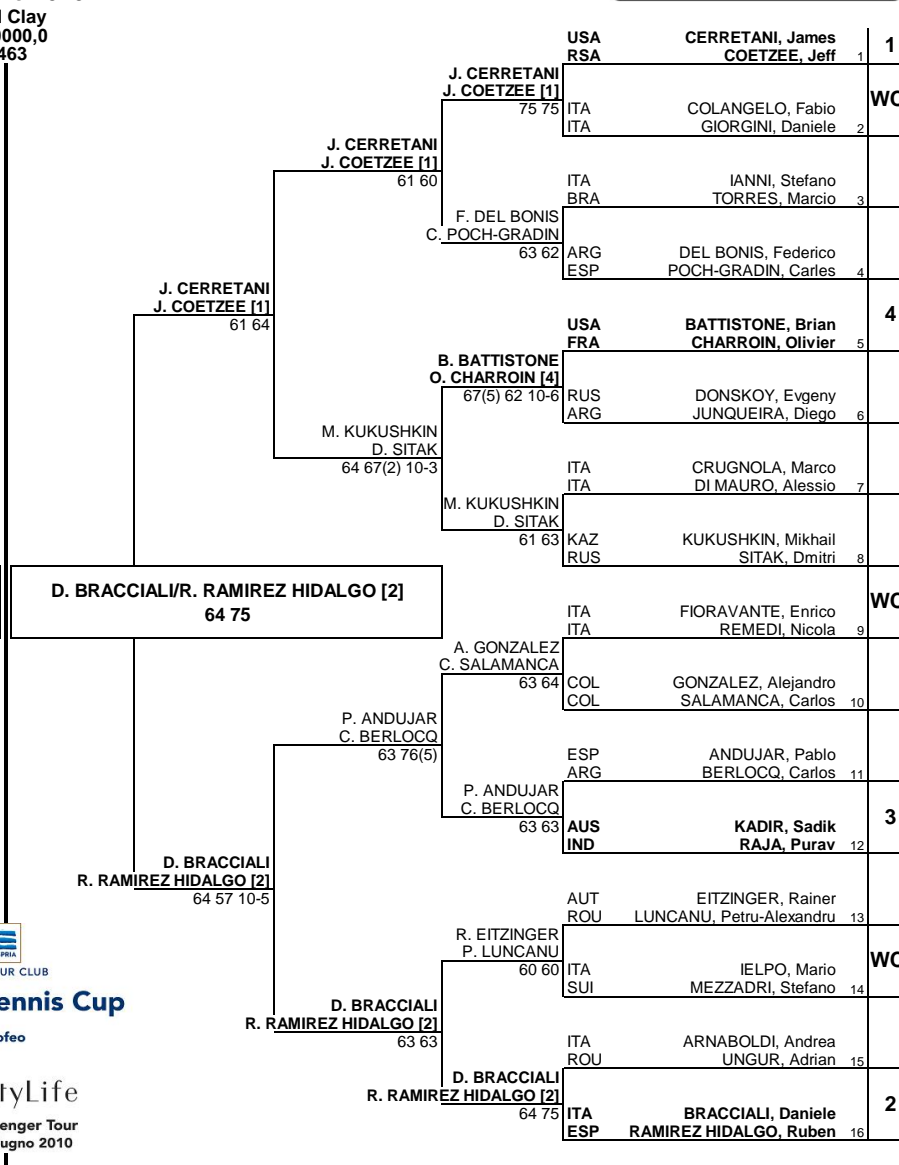 l Clay
000,0
463
USA CERRETANI, James 1
RSA COETZEE, Jeff 1
J. CERRETANI
J. COETZEE [1]
75 75
WC
ITA COLANGELO, Fabio
ITA GIORGINI, Daniele 2
J. CERRETANI
J. COETZEE [1]
61 60
ITA IANNI, Stefano
BRA TORRES, Marcio 3
F. DEL BONIS
C. POCH-GRADIN
63 62
ARG DEL BONIS, Federico
ESP POCH-GRADIN, Carles 4
J. CERRETANI
J. COETZEE [1]
61 64
4
USA BATTISTONE, Brian
FRA CHARROIN, Olivier 5
B. BATTISTONE
O. CHARROIN [4]
67(5) 62 10-6
RUS DONSKOY, Evgeny
ARG JUNQUEIRA, Diego 6
M. KUKUSHKIN
D. SITAK
64 67(2) 10-3
ITA CRUGNOLA, Marco
ITA DI MAURO, Alessio 7
M. KUKUSHKIN
D. SITAK
61 63
KAZ KUKUSHKIN, Mikhail
RUS SITAK, Dmitri 8
D. BRACCIALI/R. RAMIREZ HIDALGO [2]
64 75
WC
ITA FIORAVANTE, Enrico
ITA REMEDI, Nicola 9
A. GONZALEZ
C. SALAMANCA
63 64
COL GONZALEZ, Alejandro
COL SALAMANCA, Carlos 10
P. ANDUJAR
C. BERLOCQ
63 76(5)
ESP ANDUJAR, Pablo
ARG BERLOCQ, Carlos 11
P. ANDUJAR
C. BERLOCQ
63 63
3
AUS KADIR, Sadik
IND RAJA, Purav 12
D. BRACCIALI
R. RAMIREZ HIDALGO [2]
64 57 10-5
AUT EITZINGER, Rainer
ROU LUNCANU, Petru-Alexandru 13
R. EITZINGER
P. LUNCANU
60 60
WC
ITA IELPO, Mario
SUI MEZZADRI, Stefano 14
D. BRACCIALI
R. RAMIREZ HIDALGO [2]
63 63
ITA ARNABOLDI, Andrea
ROU UNGUR, Adrian 15
D. BRACCIALI
R. RAMIREZ HIDALGO [2]
64 75
2
ITA BRACCIALI, Daniele
ESP RAMIREZ HIDALGO, Ruben 16
SPRIA
UR CLUB
ennis Cup
ofeo
tyLife
enger Tour
ugno 2010